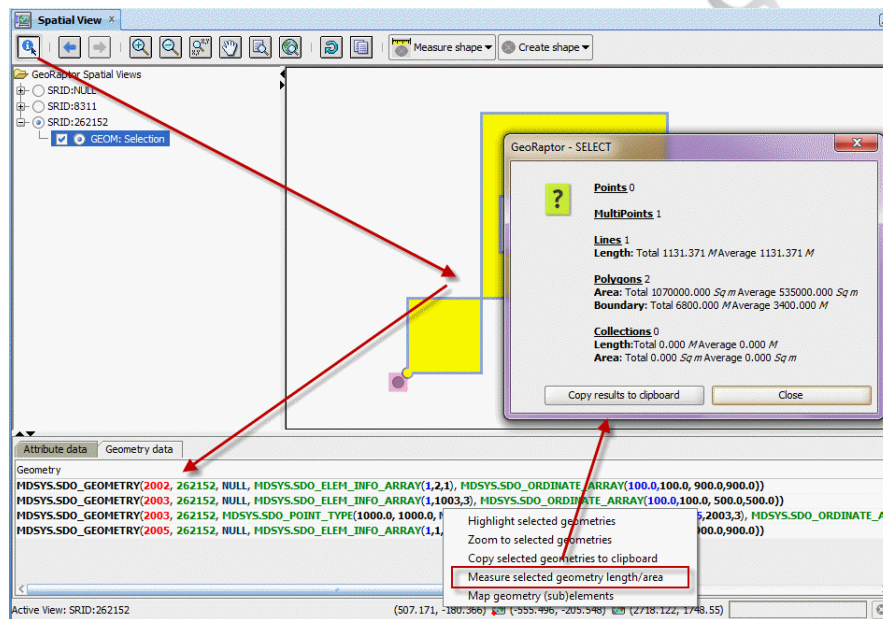 Spatial View ×
Measure shape ▾ Create shape ▾
GeoRaptor Spatial Views
SRID:NULL
SRID:8311
SRID:262152
GEOM: Selection
GeoRaptor - SELECT
?
Points 0
MultiPoints 1
Lines 1
Length: Total 1131.371 M Average 1131.371 M
Polygons 2
Area: Total 1070000.000 Sq m Average 535000.000 Sq m
Boundary: Total 6800.000 M Average 3400.000 M
Collections 0
Length:Total 0.000 M Average 0.000 M
Area: Total 0.000 Sq m Average 0.000 Sq m
Copy results to clipboard Close
Attribute data Geometry data
Geometry
MDSYS.SDO_GEOMETRY(2002, 262152, NULL, MDSYS.SDO_ELEM_INFO_ARRAY(1,2,1), MDSYS.SDO_ORDINATE_ARRAY(100.0,100.0, 900.0,900.0))
MDSYS.SDO_GEOMETRY(2003, 262152, NULL, MDSYS.SDO_ELEM_INFO_ARRAY(1,1003,3), MDSYS.SDO_ORDINATE_ARRAY(100.0,100.0, 500.0,500.0))
MDSYS.SDO_GEOMETRY(2003, 262152, MDSYS.SDO_POINT_TYPE(1000.0, 1000.0, 5,2003,3), MDSYS.SDO_ORDINATE_A
MDSYS.SDO_GEOMETRY(2005, 262152, NULL, MDSYS.SDO_ELEM_INFO_ARRAY(1,1, 900.0,900.0))
Highlight selected geometries
Zoom to selected geometries
Copy selected geometries to clipboard
Measure selected geometry length/area
Map geometry (sub)elements
Active View: SRID:262152 (507.171, -180.366) (-555.496, -205.548) (2718.122, 1748.55)